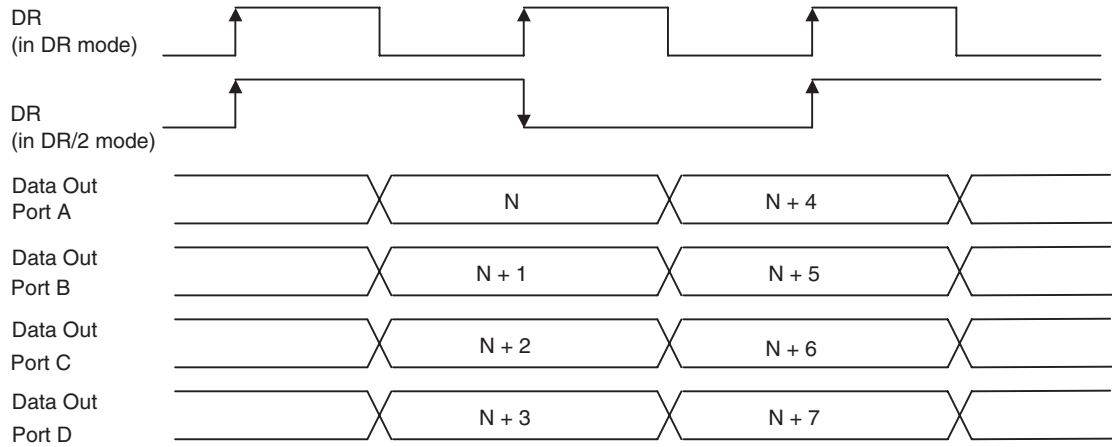 DR
(in DR mode)
DR
(in DR/2 mode)
Data Out
Port A
N
N + 4
Data Out
Port B
N + 1
N + 5
Data Out
Port C
N + 2
N + 6
Data Out
Port D
N + 3
N + 7